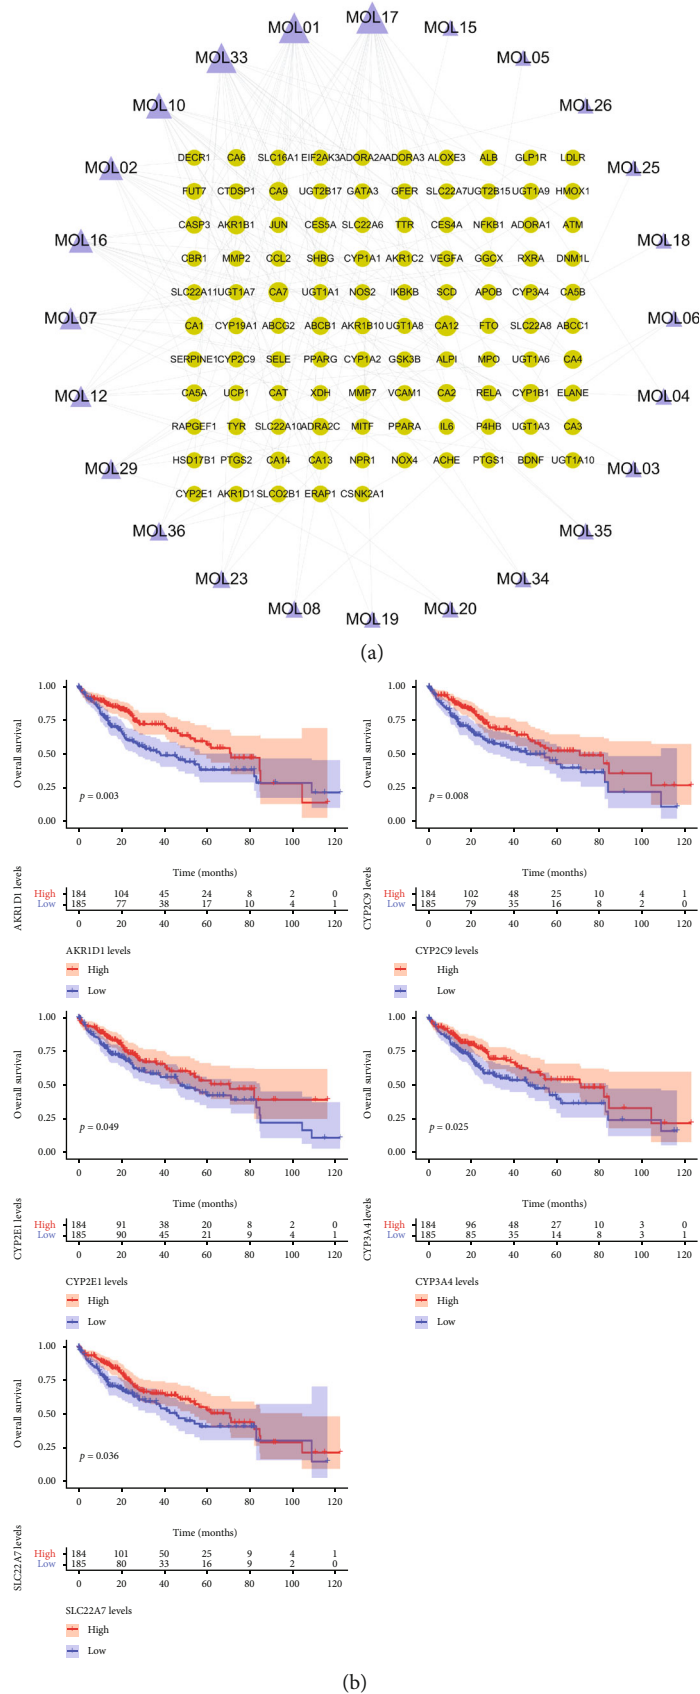 MOL17
MOL01
MOL15
MOL33
MOL05
MOL10
MOL26
MOL02
MOL25
MOL16
MOL18
MOL07
MOL06
MOL12
MOL04
MOL29
MOL03
MOL36
MOL35
MOL23
MOL34
MOL08
MOL19
MOL20
DECR1 CA6 SLC16A1 EIF2AK3 ADORA2A ADORA3 ALOXE3 ALB GLP1R LDLR
FUT7 CTDSP1 CA9 UGT2B17 GATA3 GFER SLC22A7 UGT2B15 UGT1A9 HMOX1
CASP3 AKR1B1 JUN CES5A SLC22A6 TTR CES4A NFKB1 ADORA1 ATM
CBR1 MMP2 CCL2 SHBG CYP1A1 AKR1C2 VEGFA GGCX RXRA DNM1L
SLC22A11 UGT1A7 CA7 UGT1A1 NOS2 IKBKB SCD APOB CYP3A4 CA5B
CA1 CYP19A1 ABCG2 ABCB1 AKR1B10 UGT1A8 CA12 FTO SLC22A8 ABCC1
SERPINE1 CYP2C9 SELE PPARG CYP1A2 GSK3B ALPI MPO UGT1A6 CA4
CA5A UCP1 CAT XDH MMP7 VCAM1 CA2 RELA CYP1B1 ELANE
RAPGEF1 TYR SLC22A10 ADRA2C MITF PPARA IL6 P4HB UGT1A3 CA3
HSD17B1 PTGS2 CA14 CA13 NPR1 NOX4 ACHE PTGS1 BDNF UGT1A10
CYP2E1 AKR1D1 SLCO2B1 ERAP1 CSNK2A1
(a)
Overall survival
1.00
0.75
0.50
0.25
0.00
p = 0.003
0 20 40 60 80 100 120
Time (months)
AKR1D1 levels
High 184 104 45 24 8 2 0
Low 185 77 38 17 10 4 1
0 20 40 60 80 100 120
AKR1D1 levels
High
Low
Overall survival
1.00
0.75
0.50
0.25
0.00
p = 0.008
0 20 40 60 80 100 120
Time (months)
CYP2C9 levels
High 184 102 48 25 10 4 1
Low 185 79 35 16 8 2 0
0 20 40 60 80 100 120
CYP2C9 levels
High
Low
Overall survival
1.00
0.75
0.50
0.25
0.00
p = 0.049
0 20 40 60 80 100 120
Time (months)
CYP2E1 levels
High 184 91 38 20 8 2 0
Low 185 90 45 21 9 4 1
0 20 40 60 80 100 120
CYP2E1 levels
High
Low
Overall survival
1.00
0.75
0.50
0.25
0.00
p = 0.025
0 20 40 60 80 100 120
Time (months)
CYP3A4 levels
High 184 96 48 27 10 3 0
Low 185 85 35 14 8 3 1
0 20 40 60 80 100 120
CYP3A4 levels
High
Low
Overall survival
1.00
0.75
0.50
0.25
0.00
p = 0.036
0 20 40 60 80 100 120
Time (months)
SLC22A7 levels
High 184 101 50 25 9 4 1
Low 185 80 33 16 9 2 0
0 20 40 60 80 100 120
SLC22A7 levels
High
Low
(b)